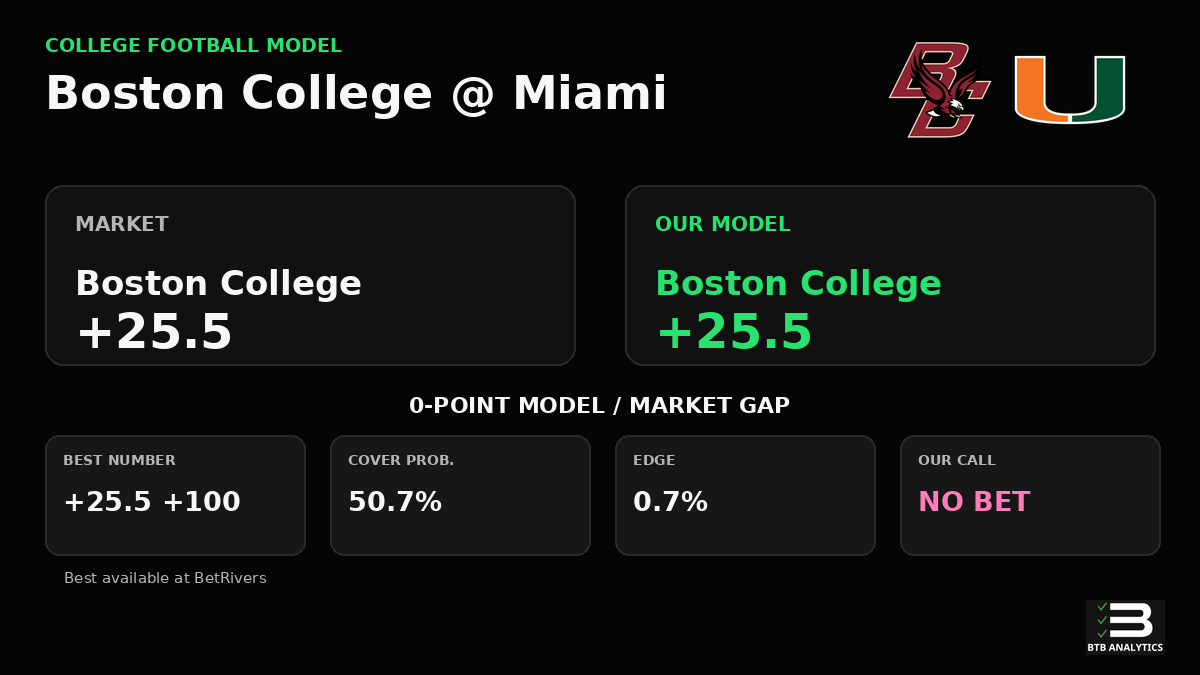 COLLEGE FOOTBALL MODEL
Boston College @ Miami
MARKET
Boston College
+25.5
OUR MODEL
Boston College
+25.5
0-POINT MODEL / MARKET GAP
BEST NUMBER
+25.5 +100
COVER PROB.
50.7%
EDGE
0.7%
OUR CALL
NO BET
Best available at BetRivers
BTB ANALYTICS